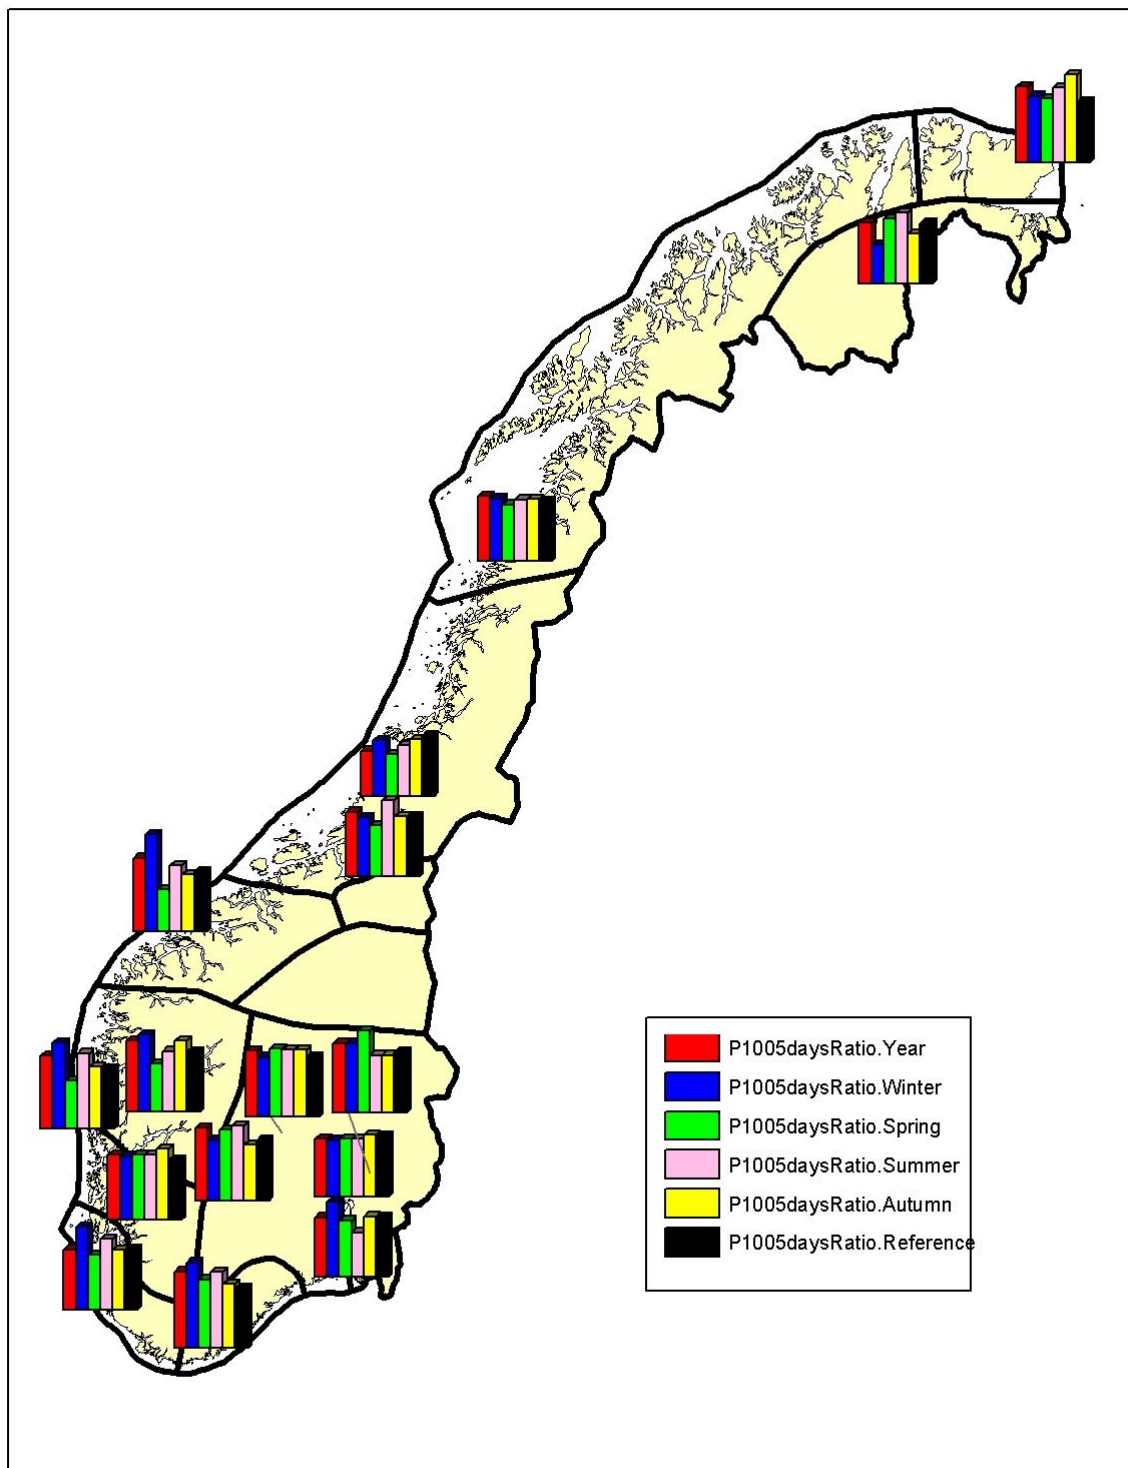 P1005daysRatio.Year
P1005daysRatio.Winter
P1005daysRatio.Spring
P1005daysRatio.Summer
P1005daysRatio.Autumn
P1005daysRatio.Reference